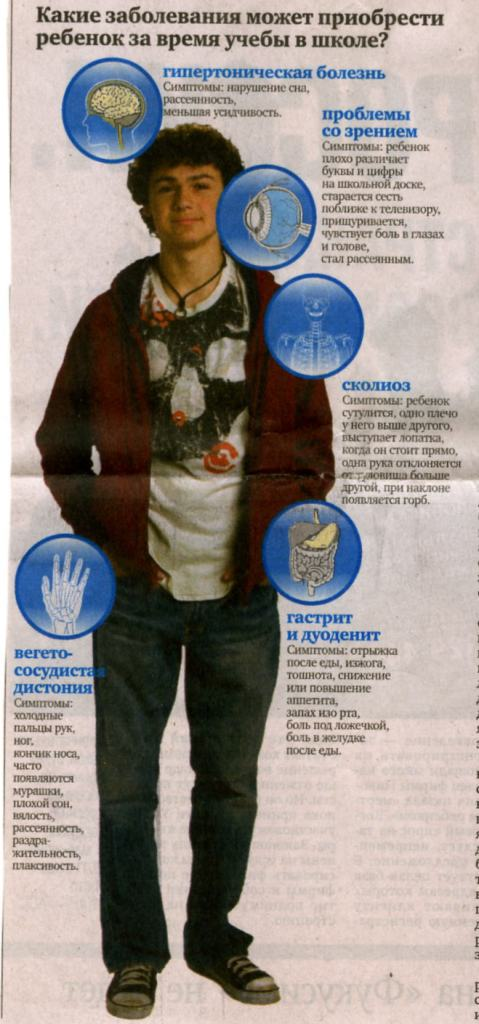 Какие заболевания может приобрести
ребенок за время учебы в школе?
гипертоническая болезнь
Симптомы: нарушение сна,
рассеянность,
меньшая усидчивость.
проблемы
со зрением
Симптомы: ребенок
плохо различает
буквы и цифры
на школьной доске,
старается сесть
поближе к телевизору,
прищуривается,
чувствует боль в глазах
и голове,
стал рассеянным.
сколиоз
Симптомы: ребенок
сутулится, одно плечо
у него выше другого,
выступает лопатка,
когда он стоит прямо,
одна рука отклоняется
от туловища больше
другой, при наклоне
появляется горб.
гастрит
и дуоденит
Симптомы: отрыжка
после еды, изжога,
тошнота, снижение
или повышение
аппетита,
запах изо рта,
боль под ложечкой,
боль в желудке
после еды.
вегето-
сосудистая
дистония
Симптомы:
холодные
пальцы рук,
ног,
кончик носа,
часто
появляются
мурашки,
плохой сон,
вялость,
рассеянность,
раздра-
жительность,
плаксивость.